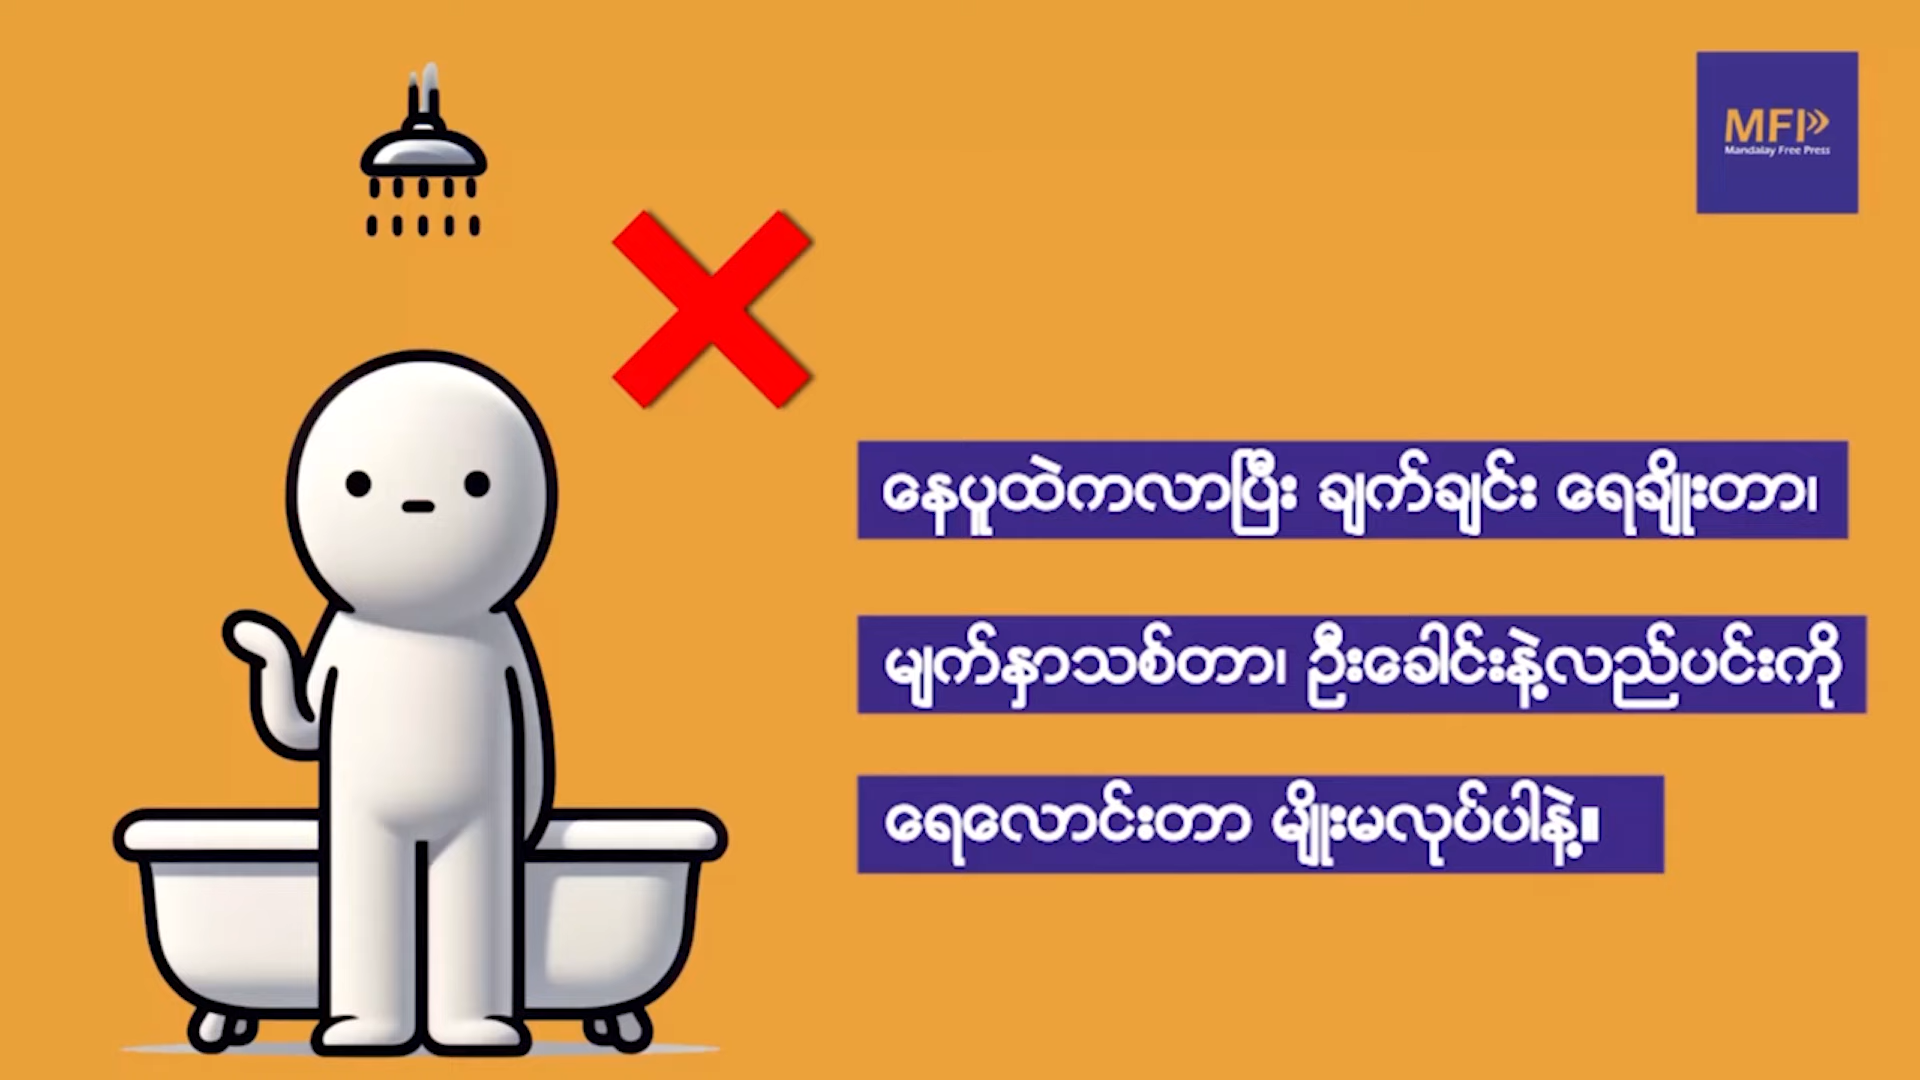 MFP
Mandalay Free Press
နေပူထဲကလာပြီး ချက်ချင်း ရေချိုးတာ၊
မျက်နှာသစ်တာ၊ ဦးခေါင်းနဲ့လည်ပင်းကို
ရေလောင်းတာ မျိုးမလုပ်ပါနဲ့။